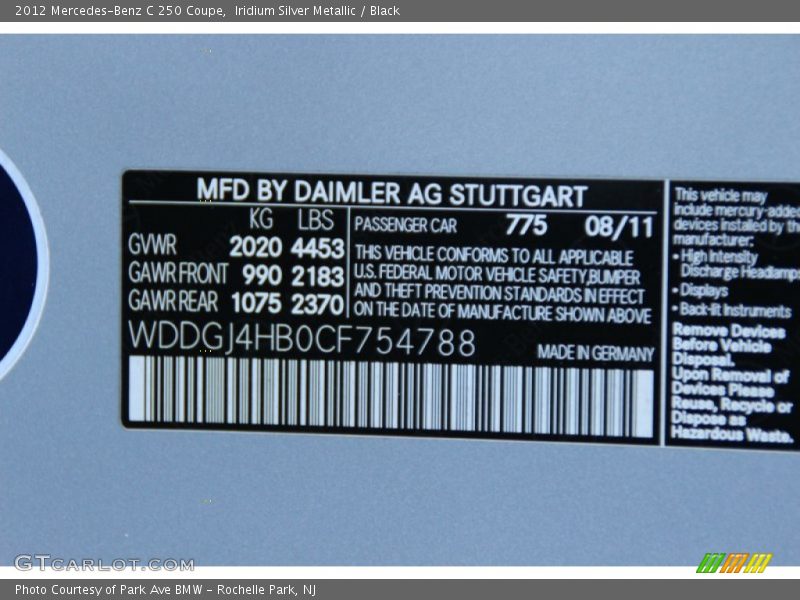 2012 Mercedes-Benz C 250 Coupe,  Iridium Silver Metallic / Black
MFD BY DAIMLER AG STUTTGART
KG LBS
GVWR 2020 4453
GAWR FRONT 990 2183
GAWR REAR 1075 2370
PASSENGER CAR 775 08/11
THIS VEHICLE CONFORMS TO ALL APPLICABLE
U.S. FEDERAL MOTOR VEHICLE SAFETY,BUMPER
AND THEFT PREVENTION STANDARDS IN EFFECT
ON THE DATE OF MANUFACTURE SHOWN ABOVE
WDDGJ4HB0CF754788
MADE IN GERMANY
This vehicle may
include mercury-added
devices installed by the
manufacturer:
• High Intensity
Discharge Headlamps
• Displays
• Back-lit Instruments
Remove Devices
Before Vehicle
Disposal.
Upon Removal of
Devices Please
Reuse, Recycle or
Dispose as
Hazardous Waste.
GTCARLOT.COM
Photo Courtesy of Park Ave BMW - Rochelle Park, NJ